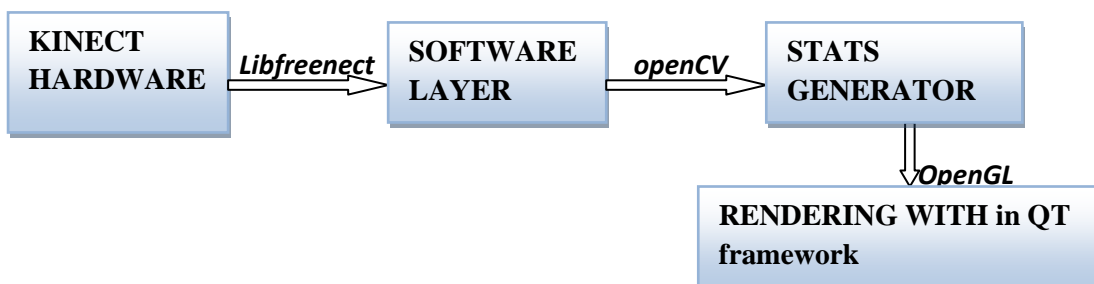 KINECT
HARDWARE
Libfreenect
SOFTWARE
LAYER
openCV
STATS
GENERATOR
OpenGL
RENDERING WITH in QT
framework